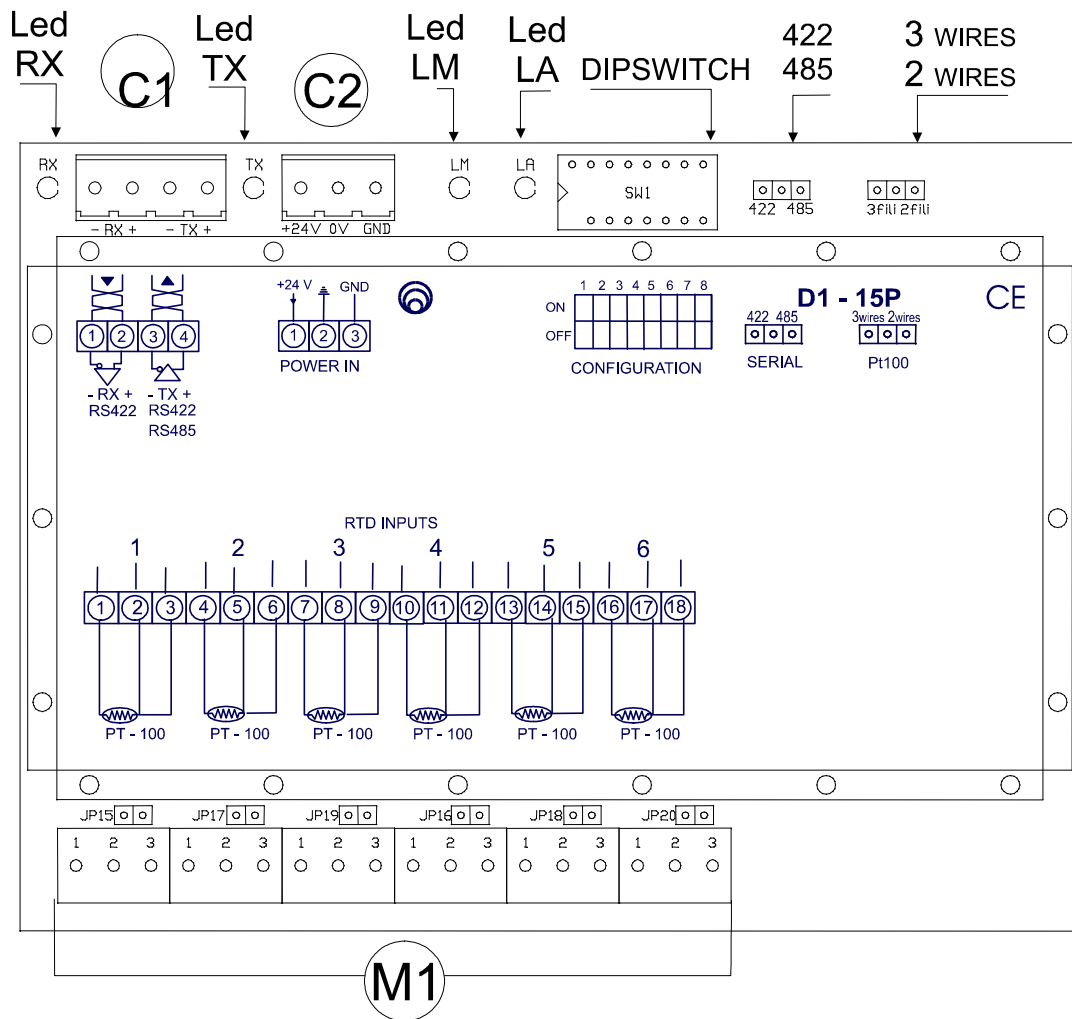 Led Led Led Led 422 3 WIRES
RX C1 TX C2 LM LA DIPSWITCH 485 2 WIRES
RX TX LM LA SW1
- RX + - TX + +24V 0V GND 422 485 3fili 2fili
+24 V GND 1 2 3 4 5 6 7 8 D1 - 15P CE
ON 422 485 3wires 2wires
1 2 3 4 1 2 3 OFF
POWER IN CONFIGURATION SERIAL Pt100
- RX + - TX +
RS422 RS422
RS485
RTD INPUTS
1 2 3 4 5 6
1 2 3 4 5 6 7 8 9 10 11 12 13 14 15 16 17 18
PT - 100 PT - 100 PT - 100 PT - 100 PT - 100 PT - 100
JP15 JP17 JP19 JP16 JP18 JP20
1 2 3 1 2 3 1 2 3 1 2 3 1 2 3 1 2 3
M1